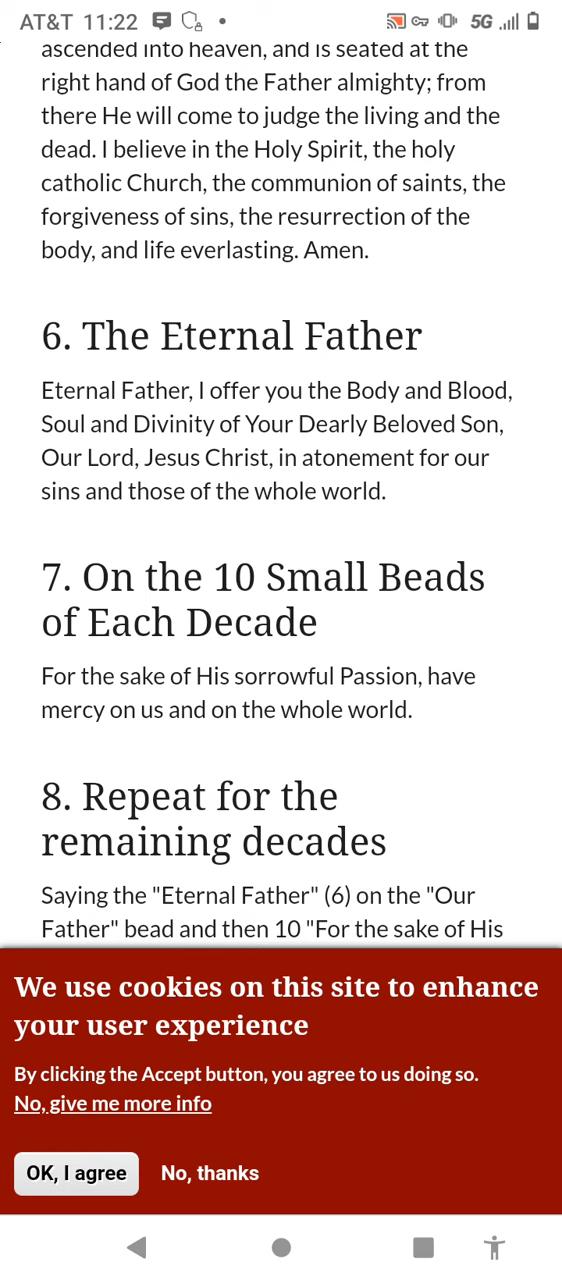 AT&T 11:22
5G
ascended into heaven, and is seated at the
right hand of God the Father almighty; from
there He will come to judge the living and the
dead. I believe in the Holy Spirit, the holy
catholic Church, the communion of saints, the
forgiveness of sins, the resurrection of the
body, and life everlasting. Amen.
6. The Eternal Father
Eternal Father, I offer you the Body and Blood,
Soul and Divinity of Your Dearly Beloved Son,
Our Lord, Jesus Christ, in atonement for our
sins and those of the whole world.
7. On the 10 Small Beads
of Each Decade
For the sake of His sorrowful Passion, have
mercy on us and on the whole world.
8. Repeat for the
remaining decades
Saying the "Eternal Father" (6) on the "Our
Father" bead and then 10 "For the sake of His
We use cookies on this site to enhance
your user experience
By clicking the Accept button, you agree to us doing so.
No, give me more info
OK, I agree
No, thanks